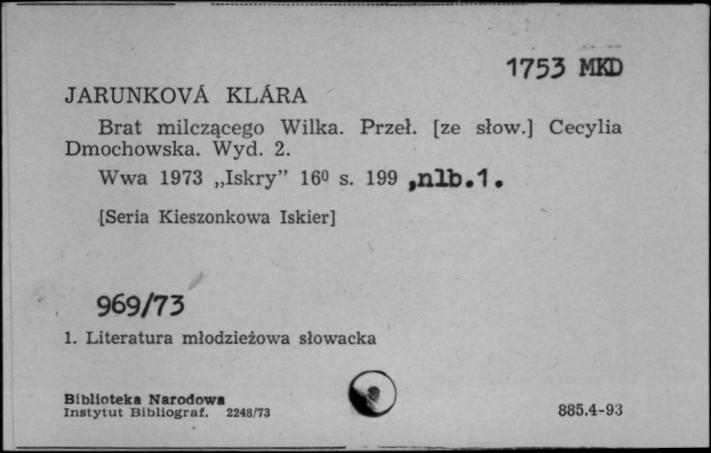 1753 MKD
JARUNKOVÁ KLÁRA
Brat milczącego Wilka. Przeł. [ze słow.] Cecylia
Dmochowska. Wyd. 2.
Wwa 1973 „Iskry” 16⁰ s. 199 ,nlb.1.
[Seria Kieszonkowa Iskier]
969/73
1. Literatura młodzieżowa słowacka
Biblioteka Narodowa
Instytut Bibliograf. 2248/73
885.4-93